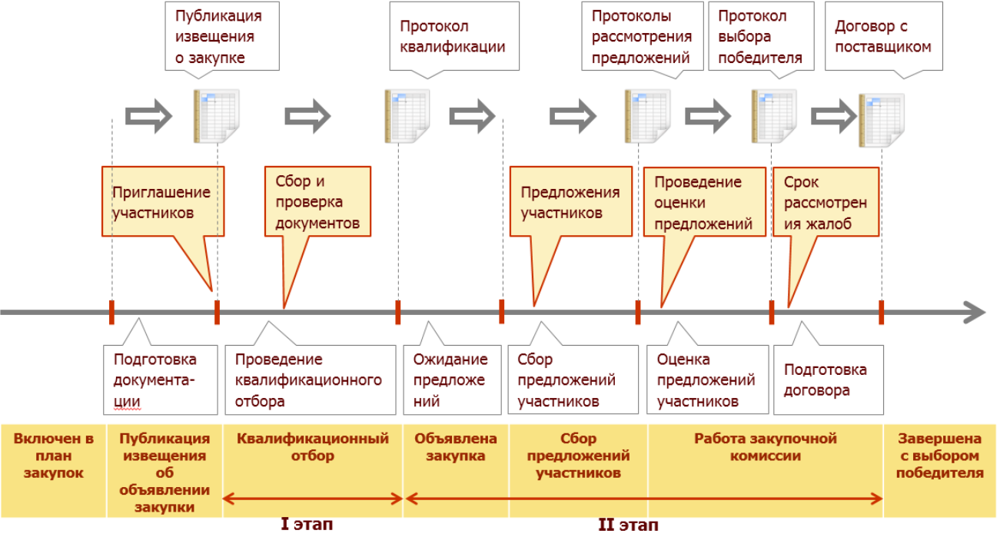 Публикация
извещения
о закупке
Протокол
квалификации
Протоколы
рассмотрения
предложений
Протокол
выбора
победителя
Договор с
поставщиком
Приглашение
участников
Сбор и
проверка
документов
Предложения
участников
Проведение
оценки
предложений
Срок
рассмотрен
ия жалоб
Подготовка
документа-
ции
Проведение
квалификационного
отбора
Ожидание
предложе
ний
Сбор
предложений
участников
Оценка
предложений
участников
Подготовка
договора
Включен в
план
закупок
Публикация
извещения
об
объявлении
закупки
Квалификационный
отбор
Объявлена
закупка
Сбор
предложений
участников
Работа закупочной
комиссии
Завершена
с выбором
победителя
I этап
II этап